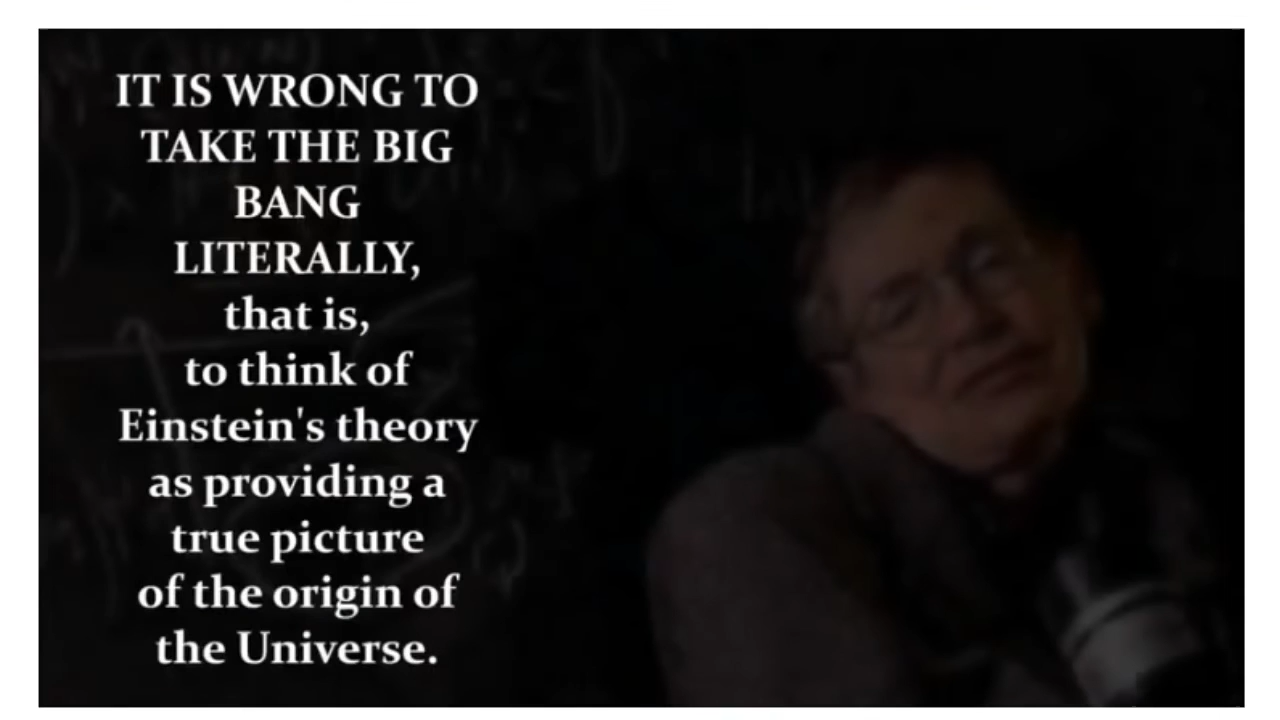 IT IS WRONG TO
TAKE THE BIG
BANG
LITERALLY,
that is,
to think of
Einstein's theory
as providing a
true picture
of the origin of
the Universe.